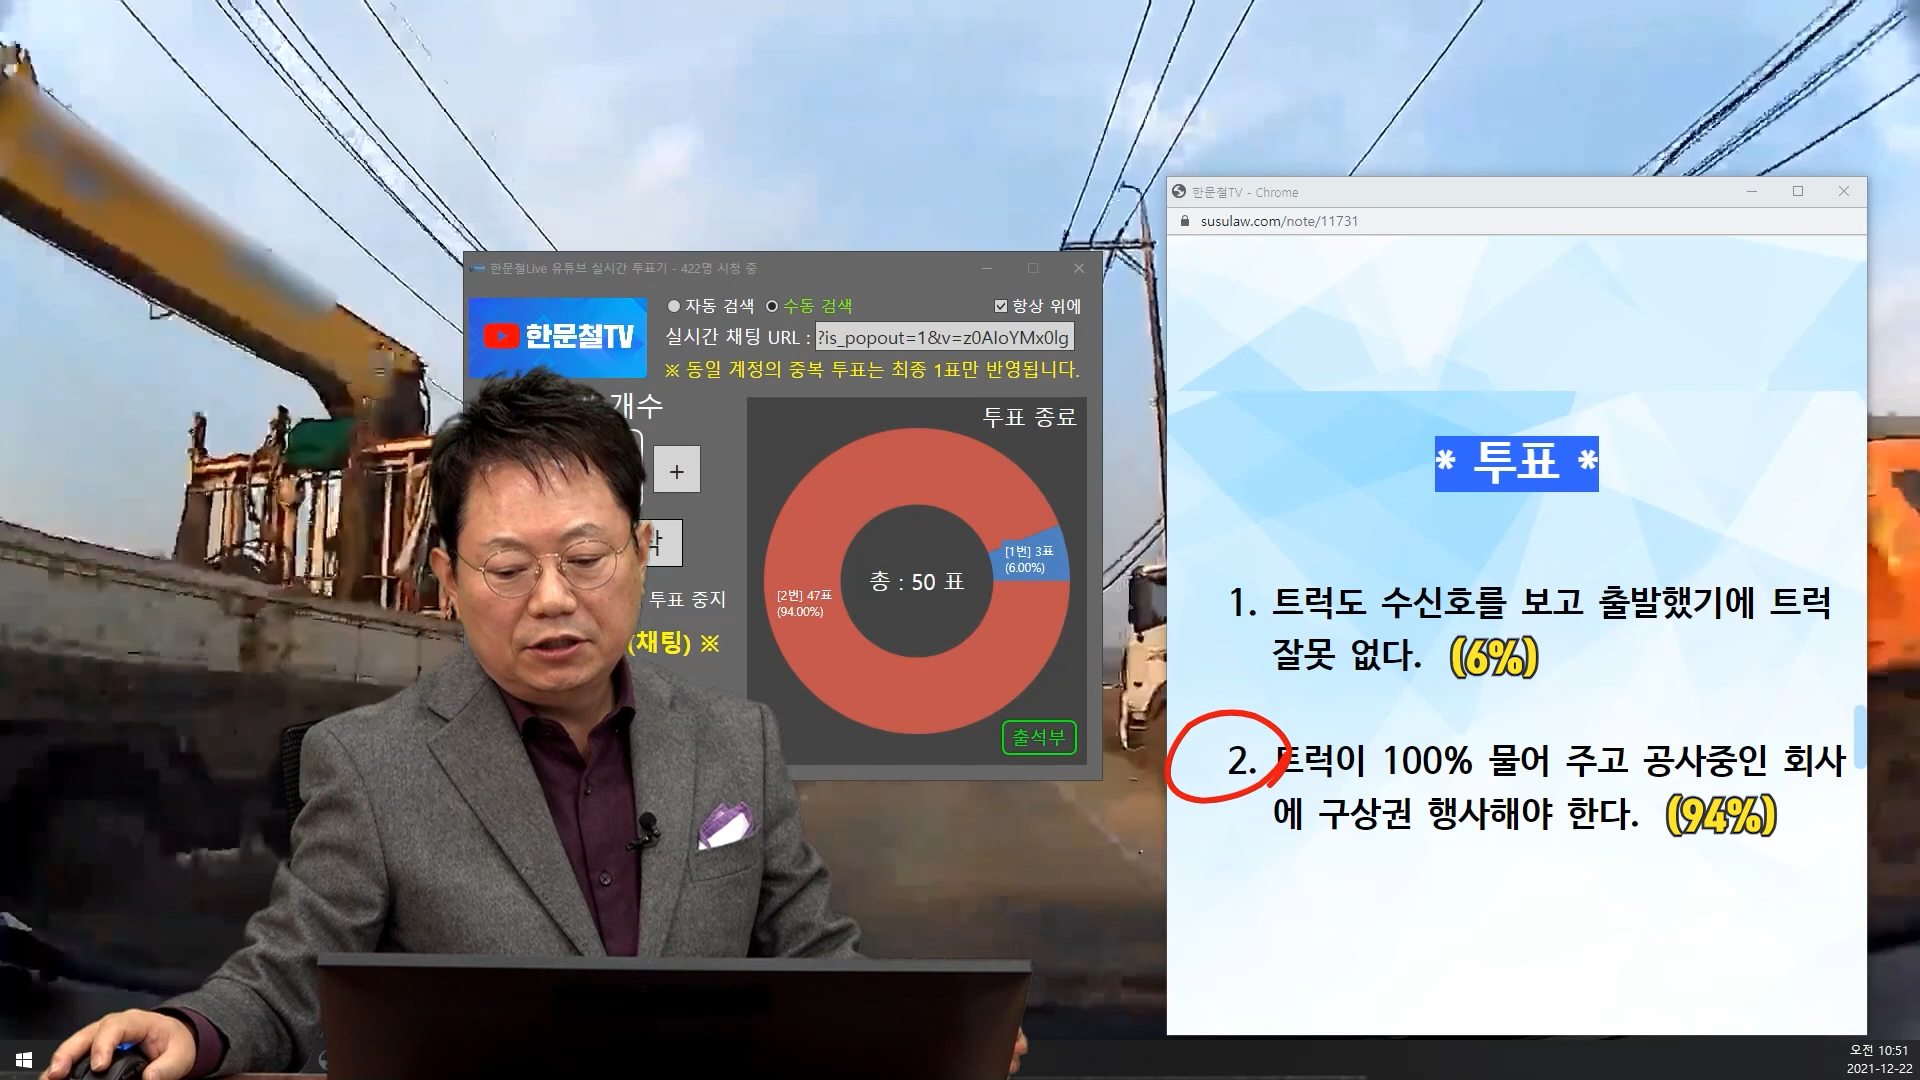 한문철Live 유튜브 실시간 투표기 - 422명 시청 중
한문철TV
자동 검색 수동 검색 항상 위에
실시간 채팅 URL : ?is_popout=1&v=z0AIoYMx0lg
※ 동일 계정의 중복 투표는 최종 1표만 반영됩니다.
개수
+
투표 중지
(채팅) ※
투표 종료
[1번] 3표
(6.00%)
총 : 50 표
[2번] 47표
(94.00%)
출석부
한문철TV - Chrome
susulaw.com/note/11731
* 투표 *
1. 트럭도 수신호를 보고 출발했기에 트럭
잘못 없다. (6%)
2. 트럭이 100% 물어 주고 공사중인 회사
에 구상권 행사해야 한다. (94%)
오전 10:51
2021-12-22